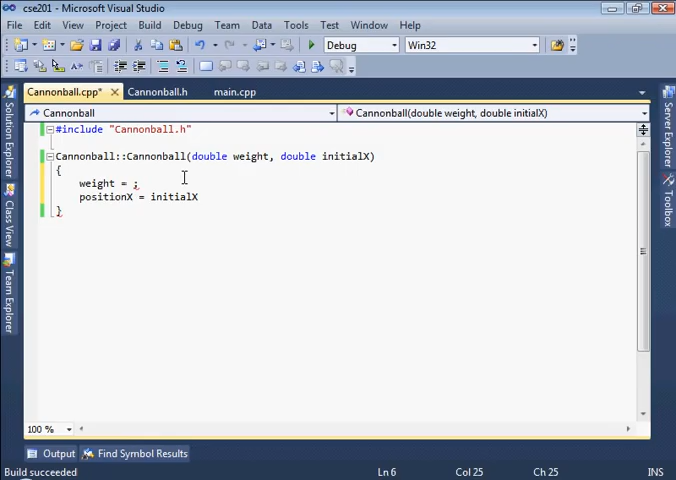 cse201 - Microsoft Visual Studio
File Edit View Project Build Debug Team Data Tools Test Window Help
Debug Win32
Cannonball.cpp* Cannonball.h main.cpp
Cannonball Cannonball(double weight, double initialX)
#include "Cannonball.h"
Cannonball::Cannonball(double weight, double initialX)
{
weight = ;
positionX = initialX
}
Solution Explorer
Class View
Team Explorer
Server Explorer
Toolbox
100 %
Output Find Symbol Results
Build succeeded Ln 6 Col 25 Ch 25 INS